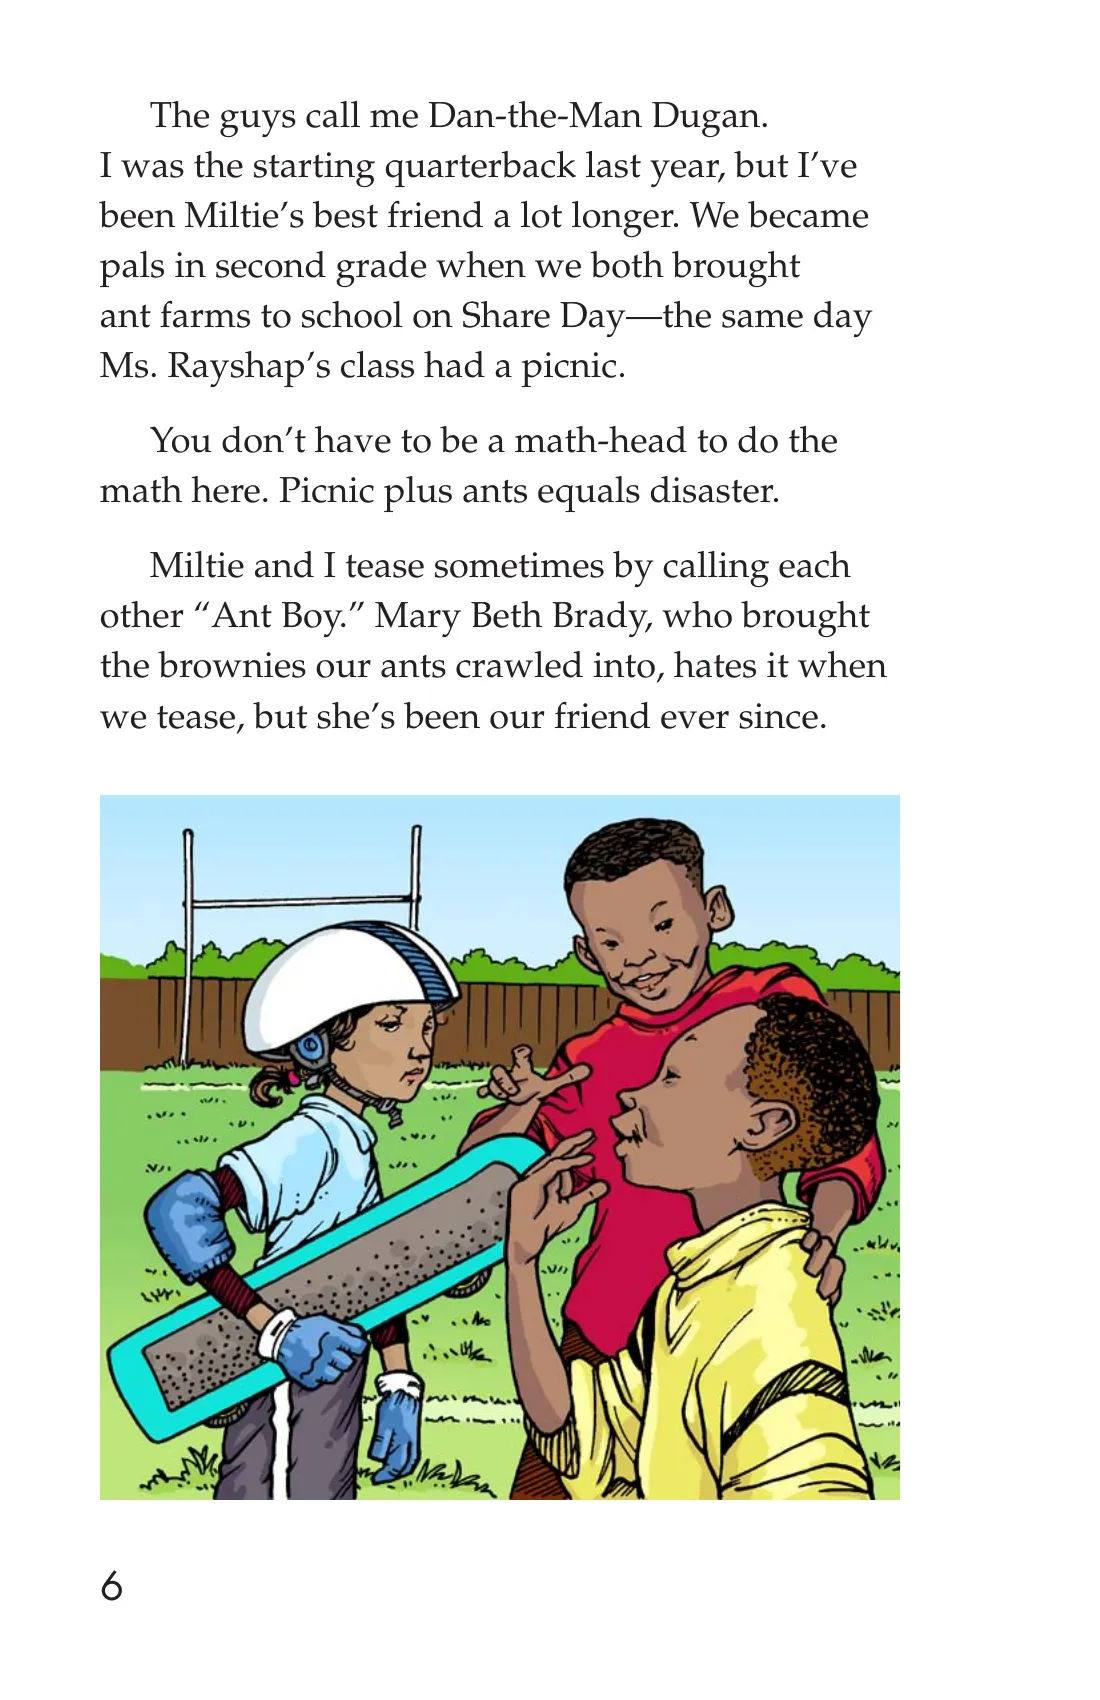 The guys call me Dan-the-Man Dugan.
I was the starting quarterback last year, but I’ve
been Miltie’s best friend a lot longer. We became
pals in second grade when we both brought
ant farms to school on Share Day—the same day
Ms. Rayshap’s class had a picnic.
You don’t have to be a math-head to do the
math here. Picnic plus ants equals disaster.
Miltie and I tease sometimes by calling each
other “Ant Boy.” Mary Beth Brady, who brought
the brownies our ants crawled into, hates it when
we tease, but she’s been our friend ever since.
6